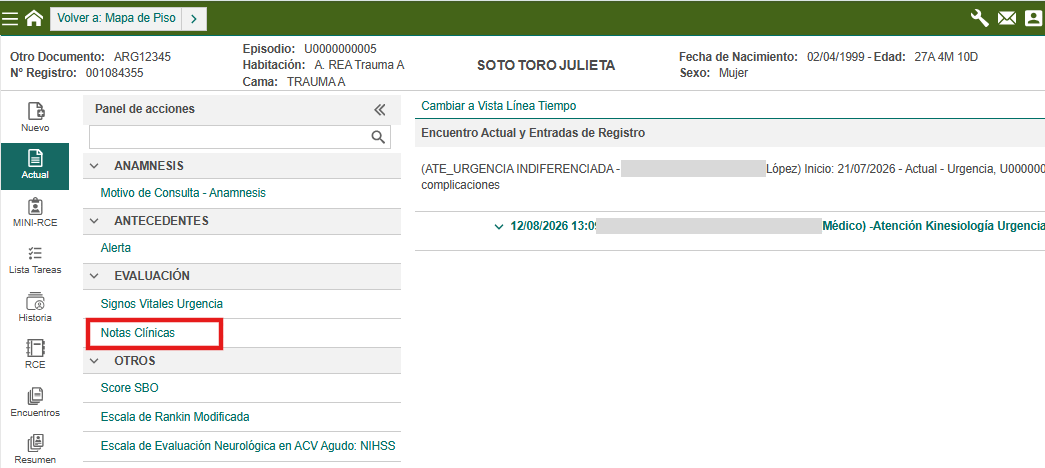 Volver a: Mapa de Piso
Otro Documento: ARG12345
N° Registro: 001084355
Episodio: U0000000005
Habitación: A. REA Trauma A
Cama: TRAUMA A
SOTO TORO JULIETA
Fecha de Nacimiento: 02/04/1999 - Edad: 27A 4M 10D
Sexo: Mujer
Nuevo
Actual
MINI-RCE
Lista Tareas
Historia
RCE
Encuentros
Resumen
Panel de acciones
ANAMNESIS
Motivo de Consulta - Anamnesis
ANTECEDENTES
Alerta
EVALUACIÓN
Signos Vitales Urgencia
Notas Clínicas
OTROS
Score SBO
Escala de Rankin Modificada
Escala de Evaluación Neurológica en ACV Agudo: NIHSS
Cambiar a Vista Línea Tiempo
Encuentro Actual y Entradas de Registro
(ATE_URGENCIA INDIFERENCIADA - López) Inicio: 21/07/2026 - Actual - Urgencia, U000000
complicaciones
12/08/2026 13:09 Médico) -Atención Kinesiología Urgencia